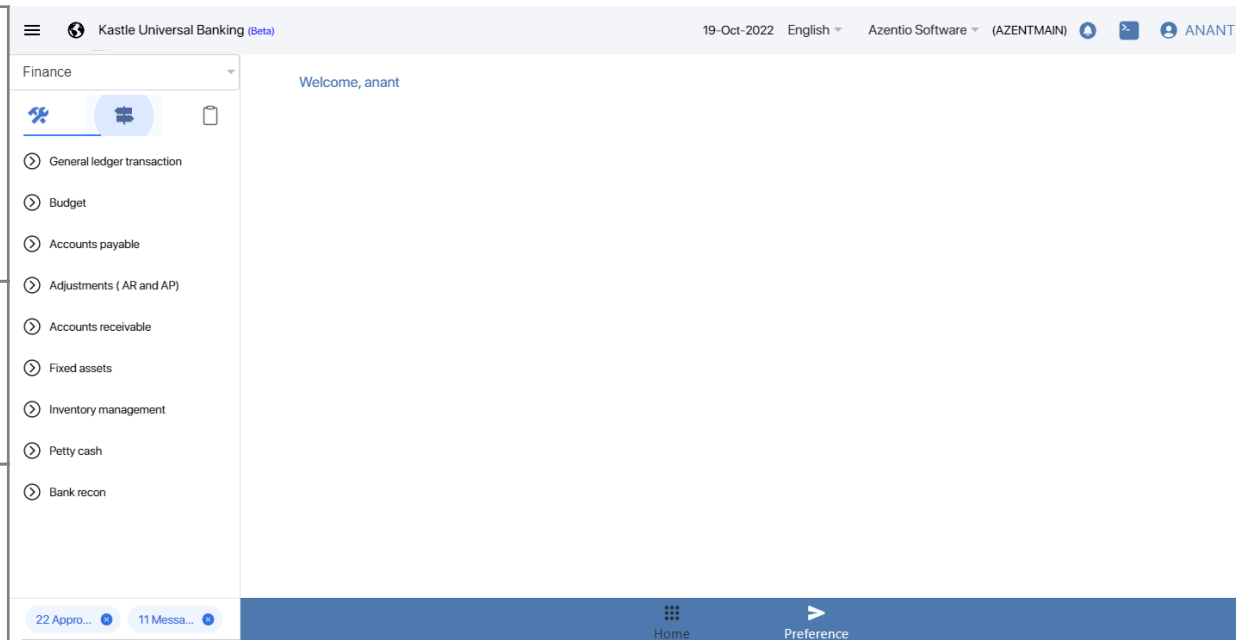 Kastle Universal Banking (Beta)
19-Oct-2022 English Azentio Software (AZENTMAIN) ANANT
Finance
Welcome, anant
General ledger transaction
Budget
Accounts payable
Adjustments ( AR and AP)
Accounts receivable
Fixed assets
Inventory management
Petty cash
Bank recon
22 Appro... 11 Messa...
Home Preference